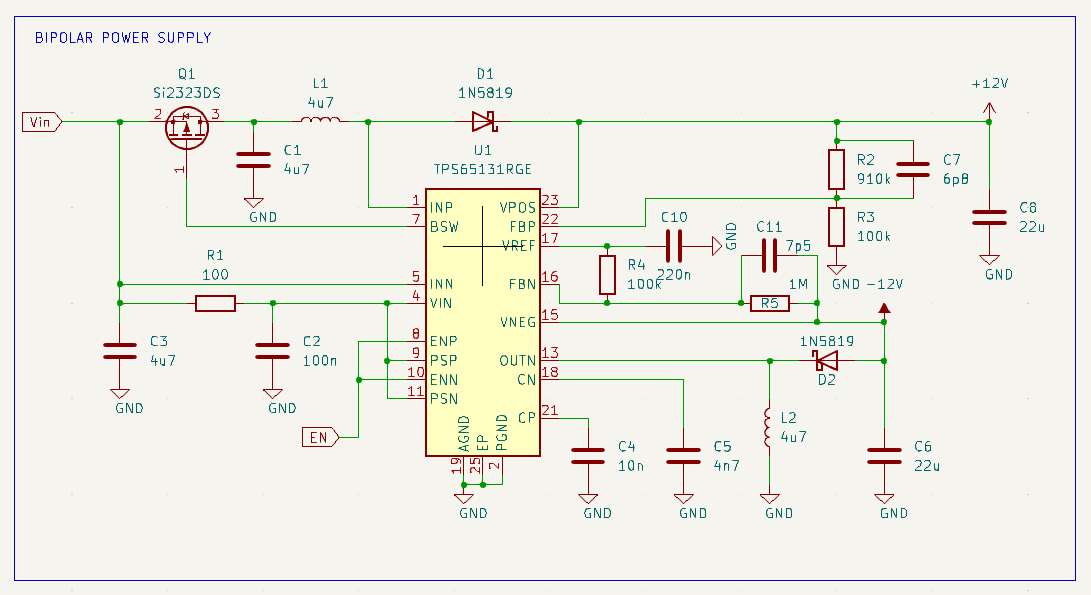 BIPOLAR POWER SUPPLY
Q1
Si2323DS
L1
4u7
D1
1N5819
+12V
Vin
2
3
1
C1
4u7
GND
U1
TPS65131RGE
R2
910k
C7
6p8
R3
100k
C8
22u
GND
GND
1
INP
7
BSW
5
INN
4
VIN
8
ENP
9
PSP
10
ENN
11
PSN
VPOS
23
FBP
22
VREF
17
FBN
16
VNEG
15
OUTN
13
CN
18
CP
21
AGND
19
EP
25
PGND
2
GND
C10
220n
GND
C11
7p5
R4
100k
1M
R5
-12V
R1
100
C3
4u7
GND
C2
100n
GND
EN
1N5819
D2
L2
4u7
GND
C4
10n
GND
C5
4n7
GND
C6
22u
GND